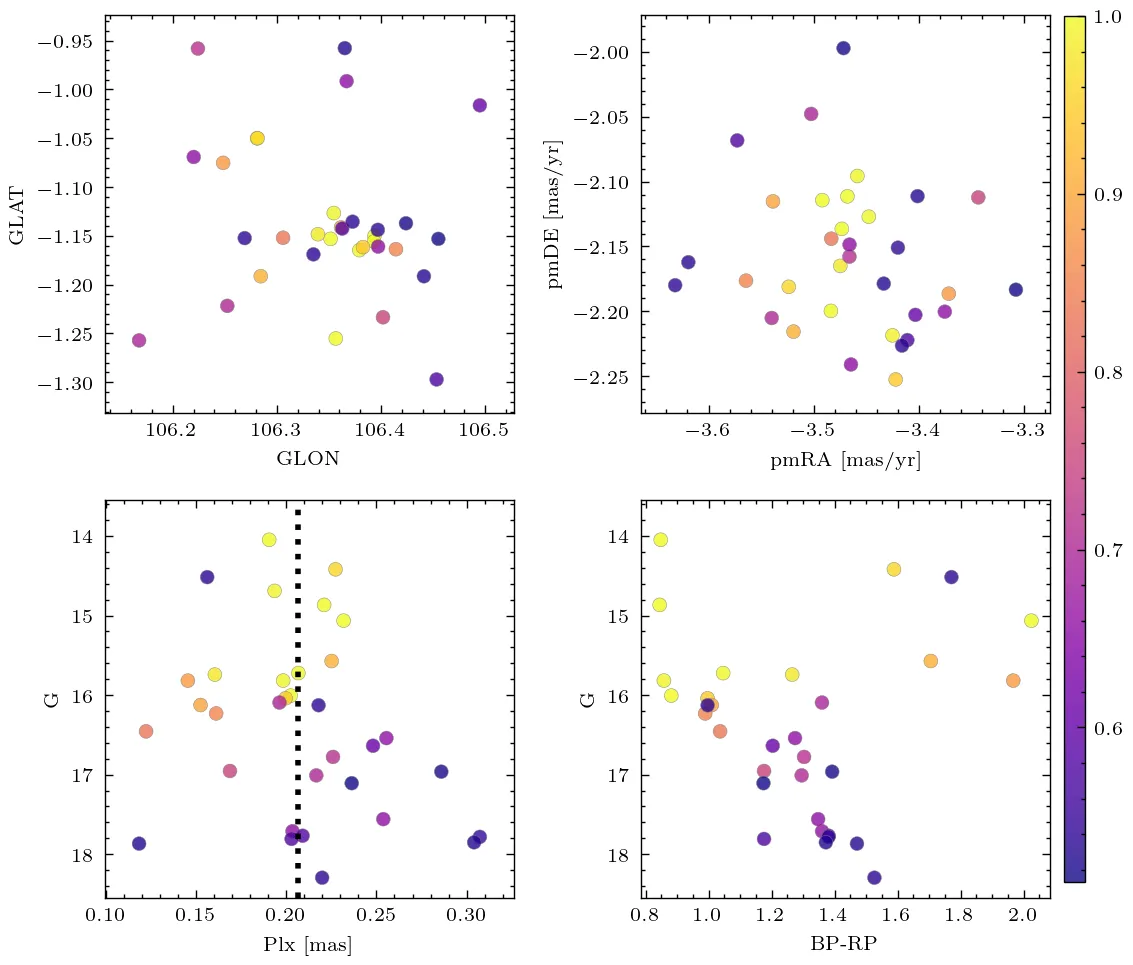 −0.95
−1.00
−1.05
−1.10
−1.15
−1.20
−1.25
−1.30
GLAT
106.2 106.3 106.4 106.5
GLON
−2.00
−2.05
−2.10
−2.15
−2.20
−2.25
pmDE [mas/yr]
−3.6 −3.5 −3.4 −3.3
pmRA [mas/yr]
14
15
16
17
18
G
0.10 0.15 0.20 0.25 0.30
Plx [mas]
14
15
16
17
18
G
0.8 1.0 1.2 1.4 1.6 1.8 2.0
BP-RP
1.0
0.9
0.8
0.7
0.6